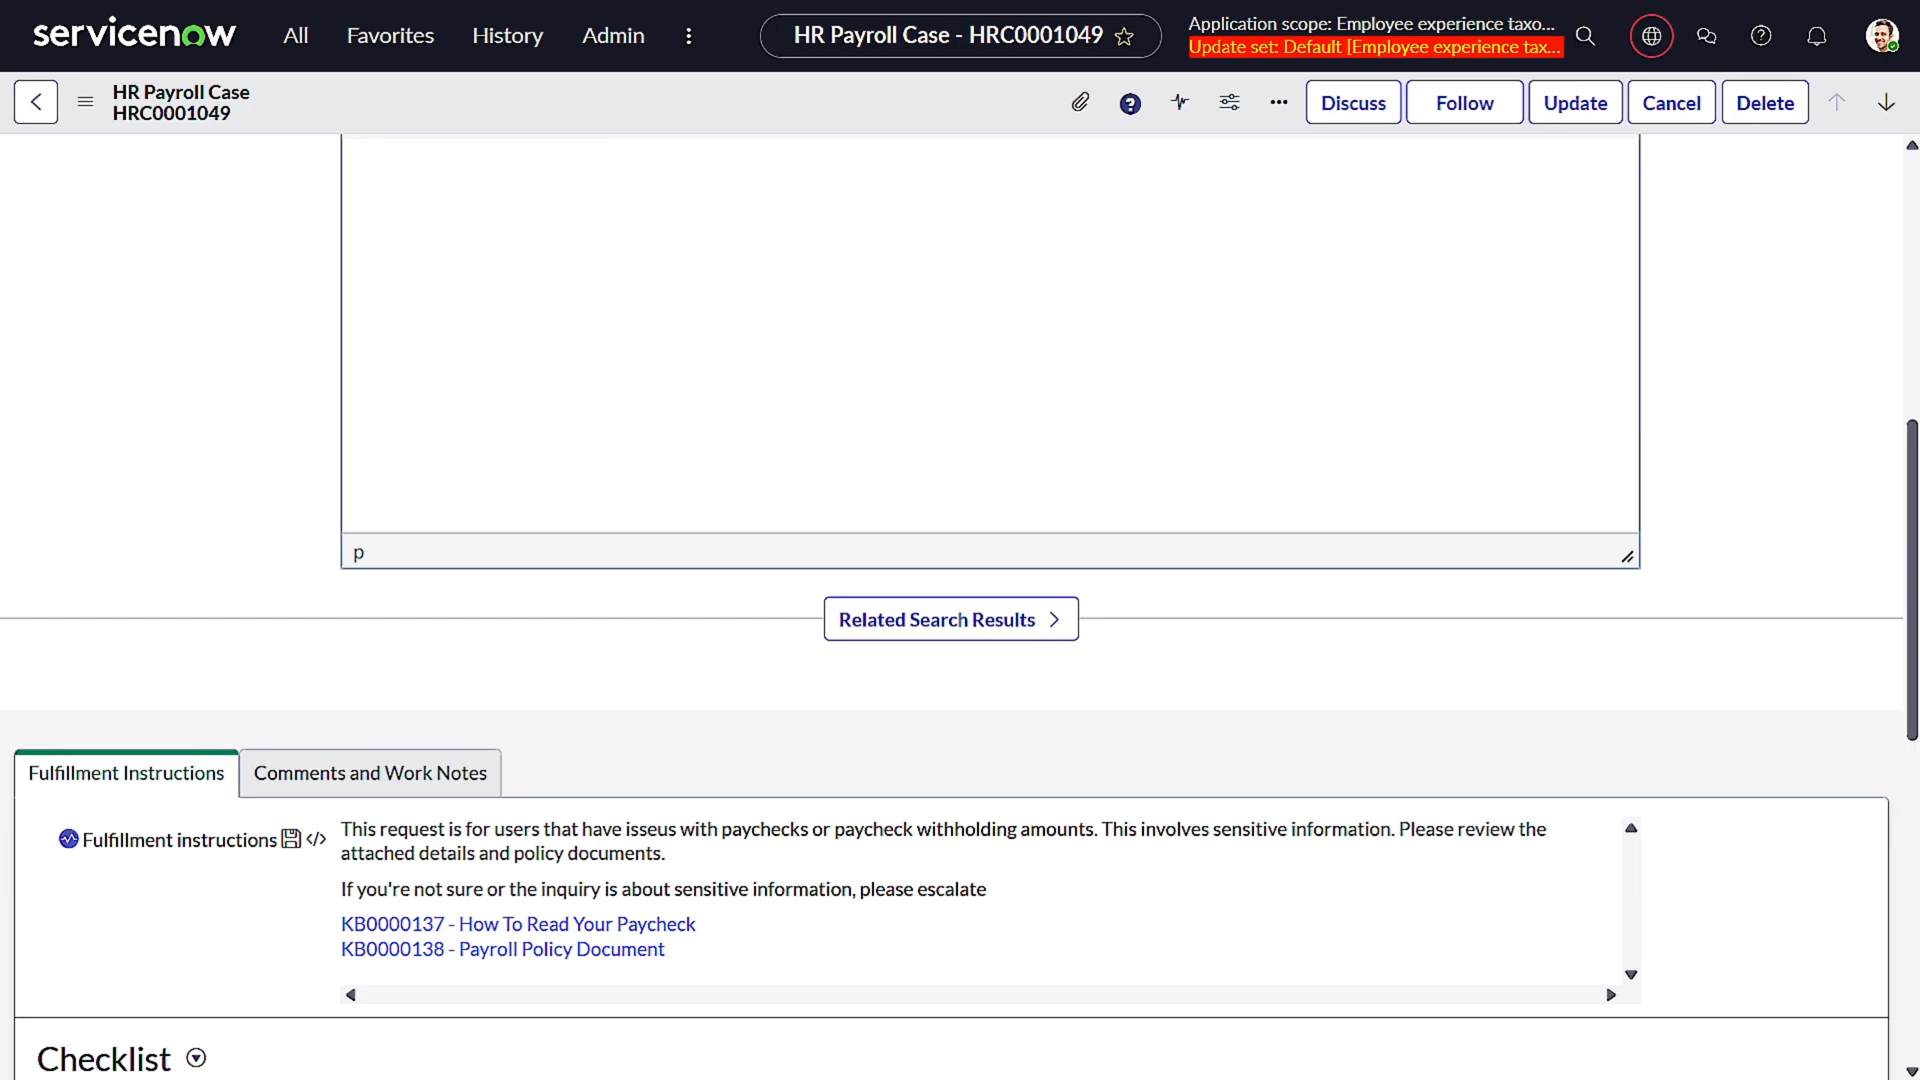 servicenow
All
Favorites
History
Admin
HR Payroll Case - HRC0001049
Application scope: Employee experience taxo...
Update set: Default [Employee experience tax...
HR Payroll Case
HRC0001049
Discuss
Follow
Update
Cancel
Delete
p
Related Search Results
Fulfillment Instructions
Comments and Work Notes
Fulfillment instructions
This request is for users that have isseus with paychecks or paycheck withholding amounts. This involves sensitive information. Please review the
attached details and policy documents.
If you're not sure or the inquiry is about sensitive information, please escalate
KB0000137 - How To Read Your Paycheck
KB0000138 - Payroll Policy Document
Checklist